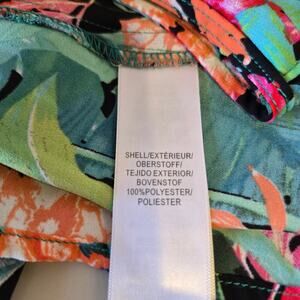 SHELL/EXTÉRIEUR/
OBERSTOFF/
TEJIDO EXTERIOR/
BOVENSTOF
100%POLYESTER/
POLIESTER